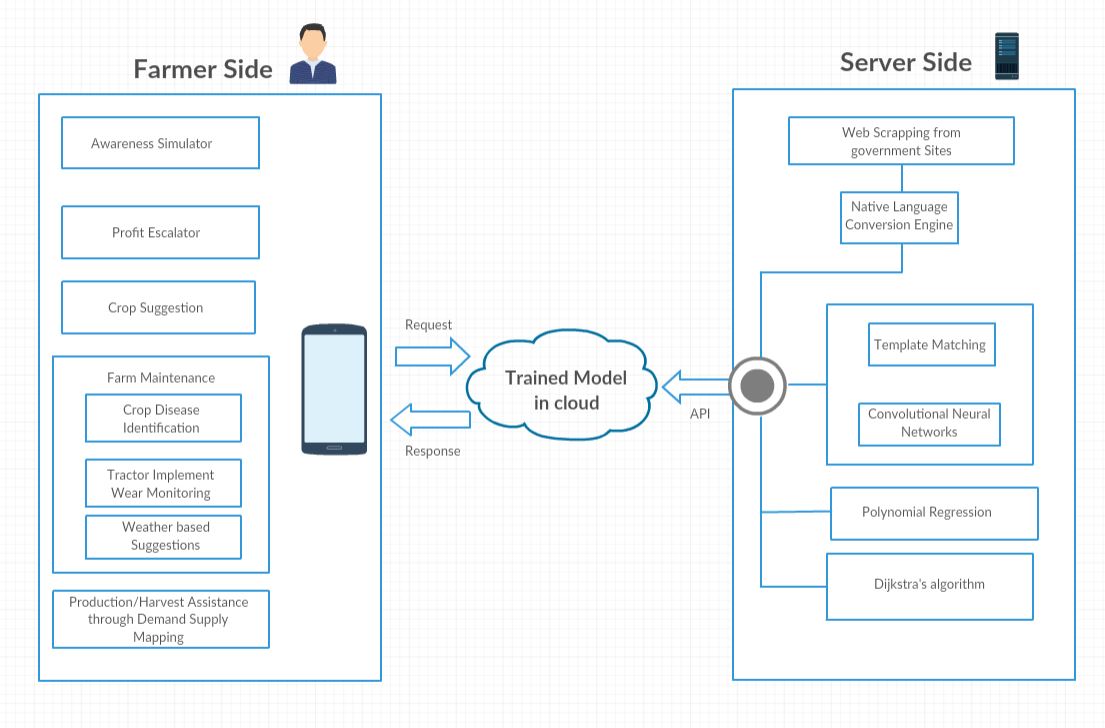 Farmer Side
Awareness Simulator
Profit Escalator
Crop Suggestion
Farm Maintenance
Crop Disease
Identification
Tractor Implement
Wear Monitoring
Weather based
Suggestions
Production/Harvest Assistance
through Demand Supply
Mapping
Request
Response
Trained Model
in cloud
API
Server Side
Web Scrapping from
government Sites
Native Language
Conversion Engine
Template Matching
Convolutional Neural
Networks
Polynomial Regression
Dijkstra's algorithm